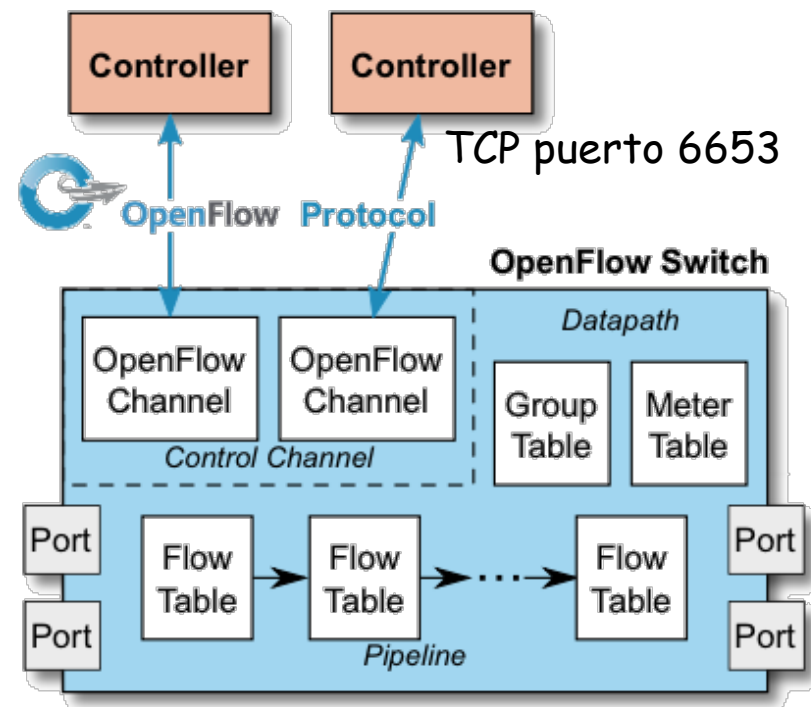 Controller
Controller
TCP puerto 6653
OpenFlow Protocol
OpenFlow Switch
Datapath
OpenFlow
Channel
OpenFlow
Channel
Control Channel
Group
Table
Meter
Table
Port
Port
Port
Port
Flow
Table
Flow
Table
...
Flow
Table
Pipeline